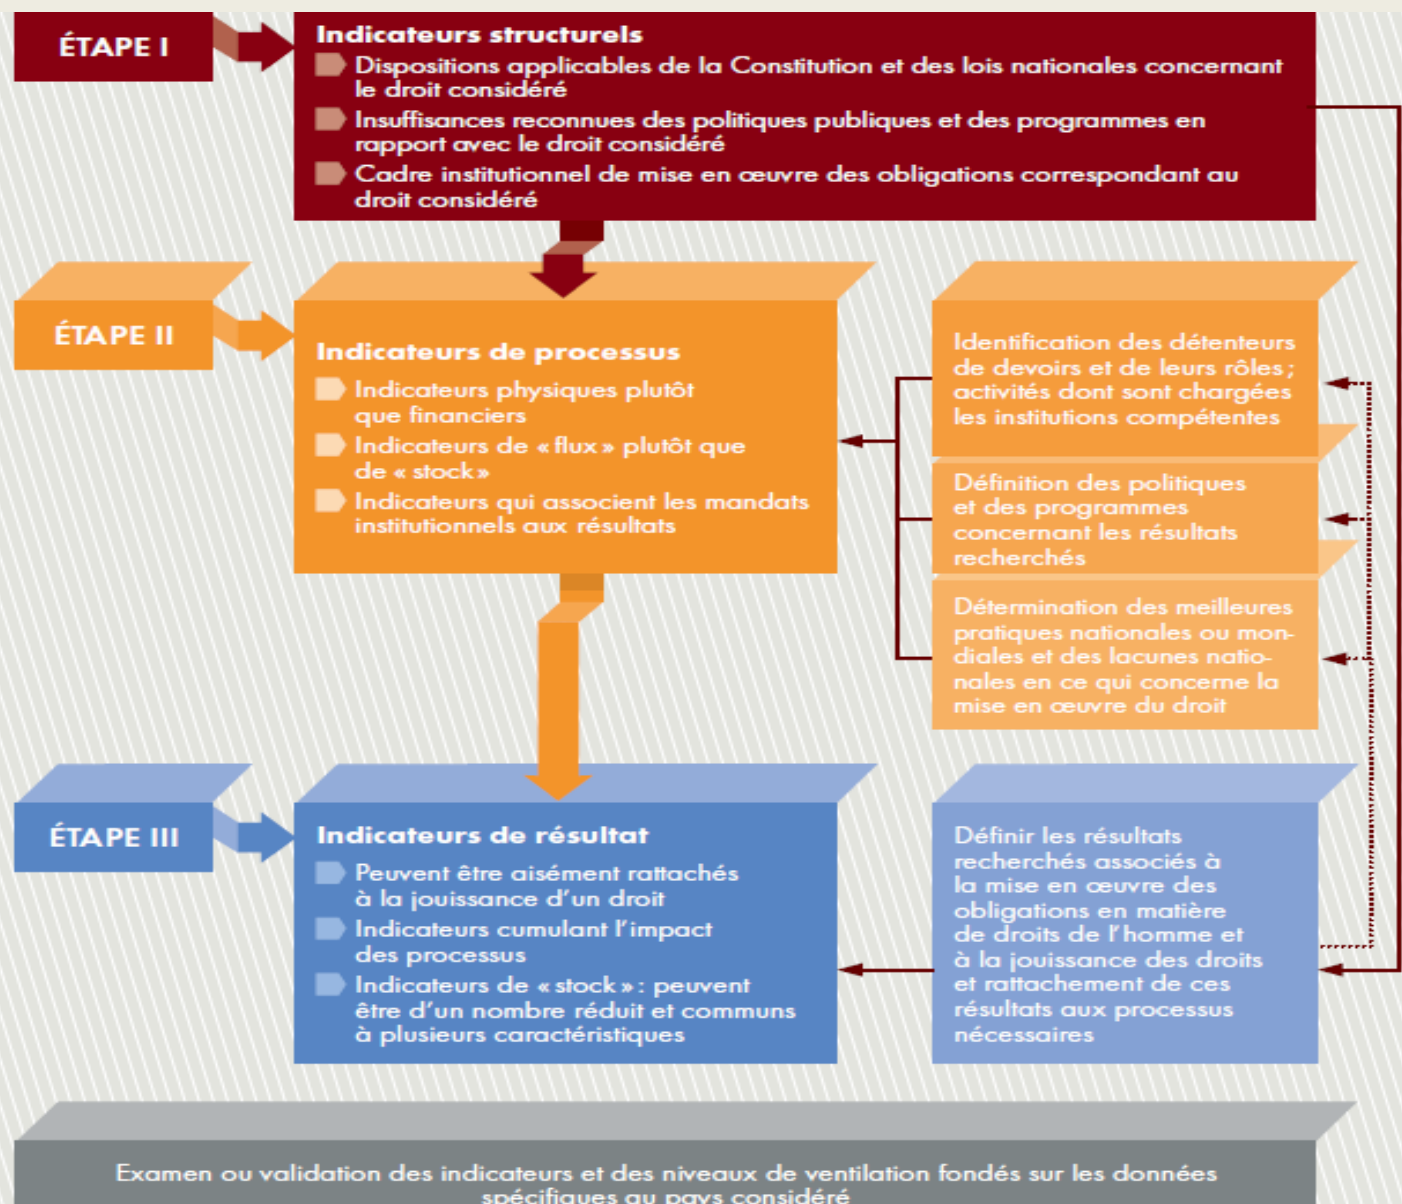 ÉTAPE I
Indicateurs structurels
Dispositions applicables de la Constitution et des lois nationales concernant
le droit considéré
Insuffisances reconnues des politiques publiques et des programmes en
rapport avec le droit considéré
Cadre institutionnel de mise en œuvre des obligations correspondant au
droit considéré
ÉTAPE II
Indicateurs de processus
Indicateurs physiques plutôt
que financiers
Indicateurs de « flux » plutôt que
de « stock »
Indicateurs qui associent les mandats
institutionnels aux résultats
Identification des détenteurs
de devoirs et de leurs rôles ;
activités dont sont chargées
les institutions compétentes
Définition des politiques
et des programmes
concernant les résultats
recherchés
Détermination des meilleures
pratiques nationales ou mon-
diales et des lacunes natio-
nales en ce qui concerne la
mise en œuvre du droit
ÉTAPE III
Indicateurs de résultat
Peuvent être aisément rattachés
à la jouissance d’un droit
Indicateurs cumulant l’impact
des processus
Indicateurs de « stock » : peuvent
être d’un nombre réduit et communs
à plusieurs caractéristiques
Définir les résultats
recherchés associés à
la mise en œuvre des
obligations en matière
de droits de l’homme et
à la jouissance des droits
et rattachement de ces
résultats aux processus
nécessaires
Examen ou validation des indicateurs et des niveaux de ventilation fondés sur les données
spécifiques au pays considéré